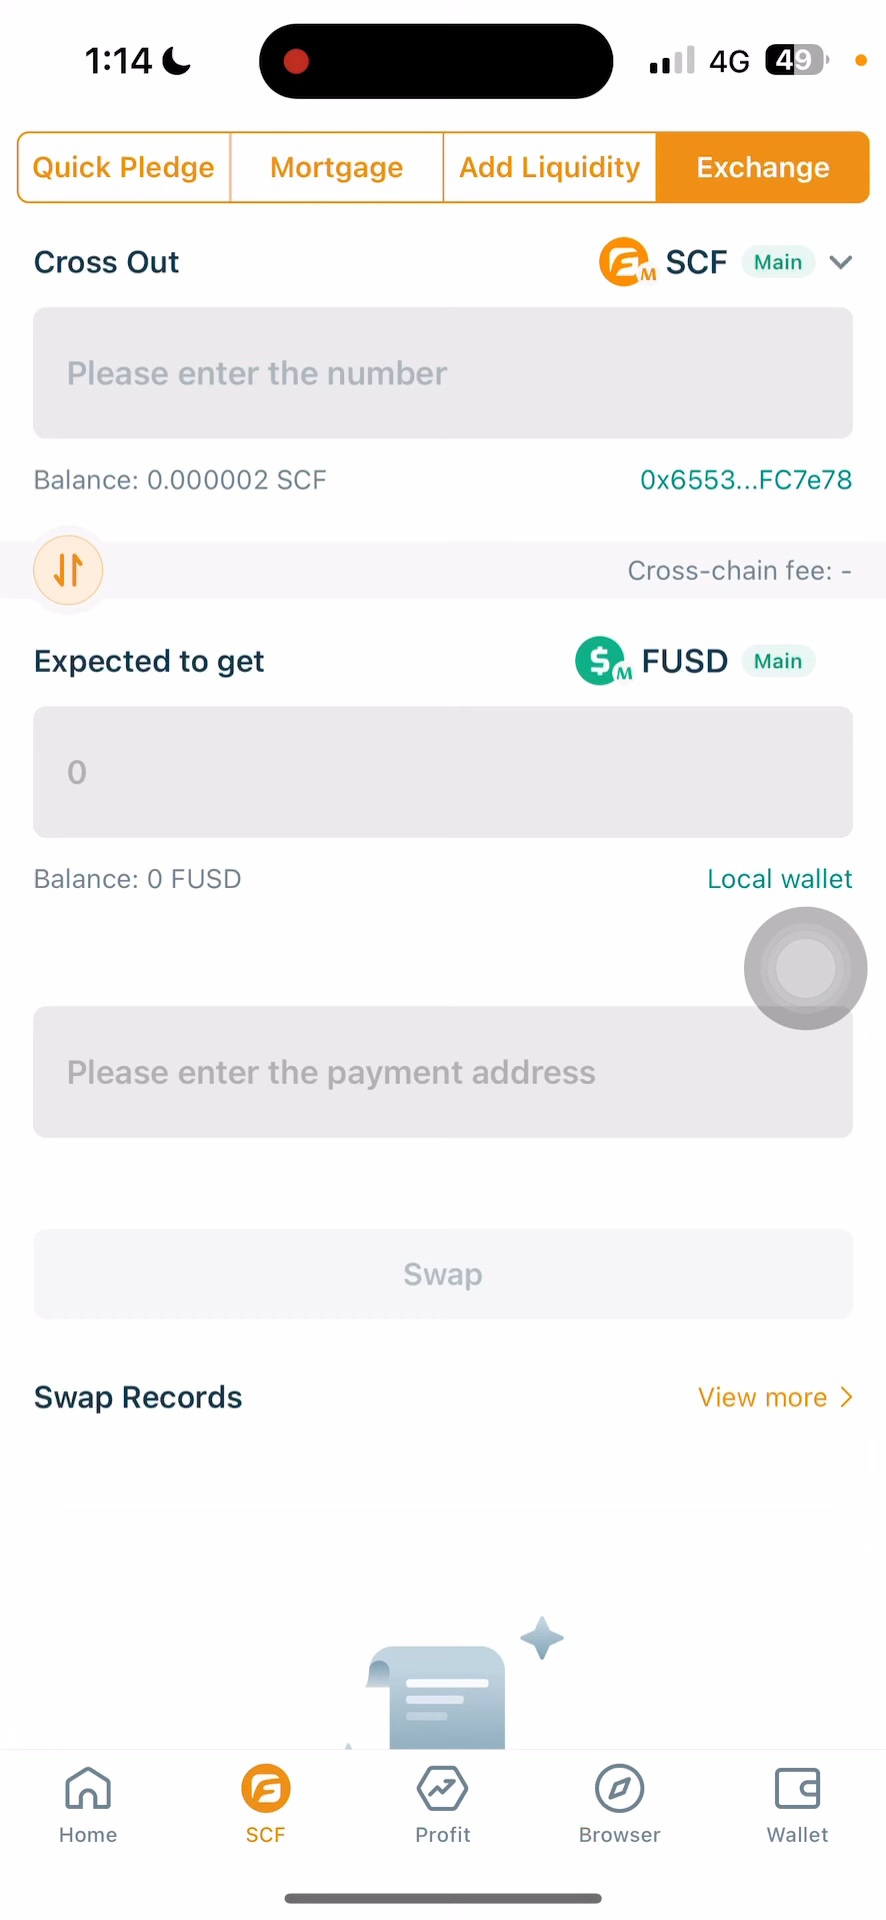 1:14 4G 49
Quick Pledge Mortgage Add Liquidity Exchange
Cross Out M SCF Main
Please enter the number
Balance: 0.000002 SCF 0x6553...FC7e78
Cross-chain fee: -
Expected to get $ M FUSD Main
0
Balance: 0 FUSD Local wallet
Please enter the payment address
Swap
Swap Records View more
Home SCF Profit Browser Wallet